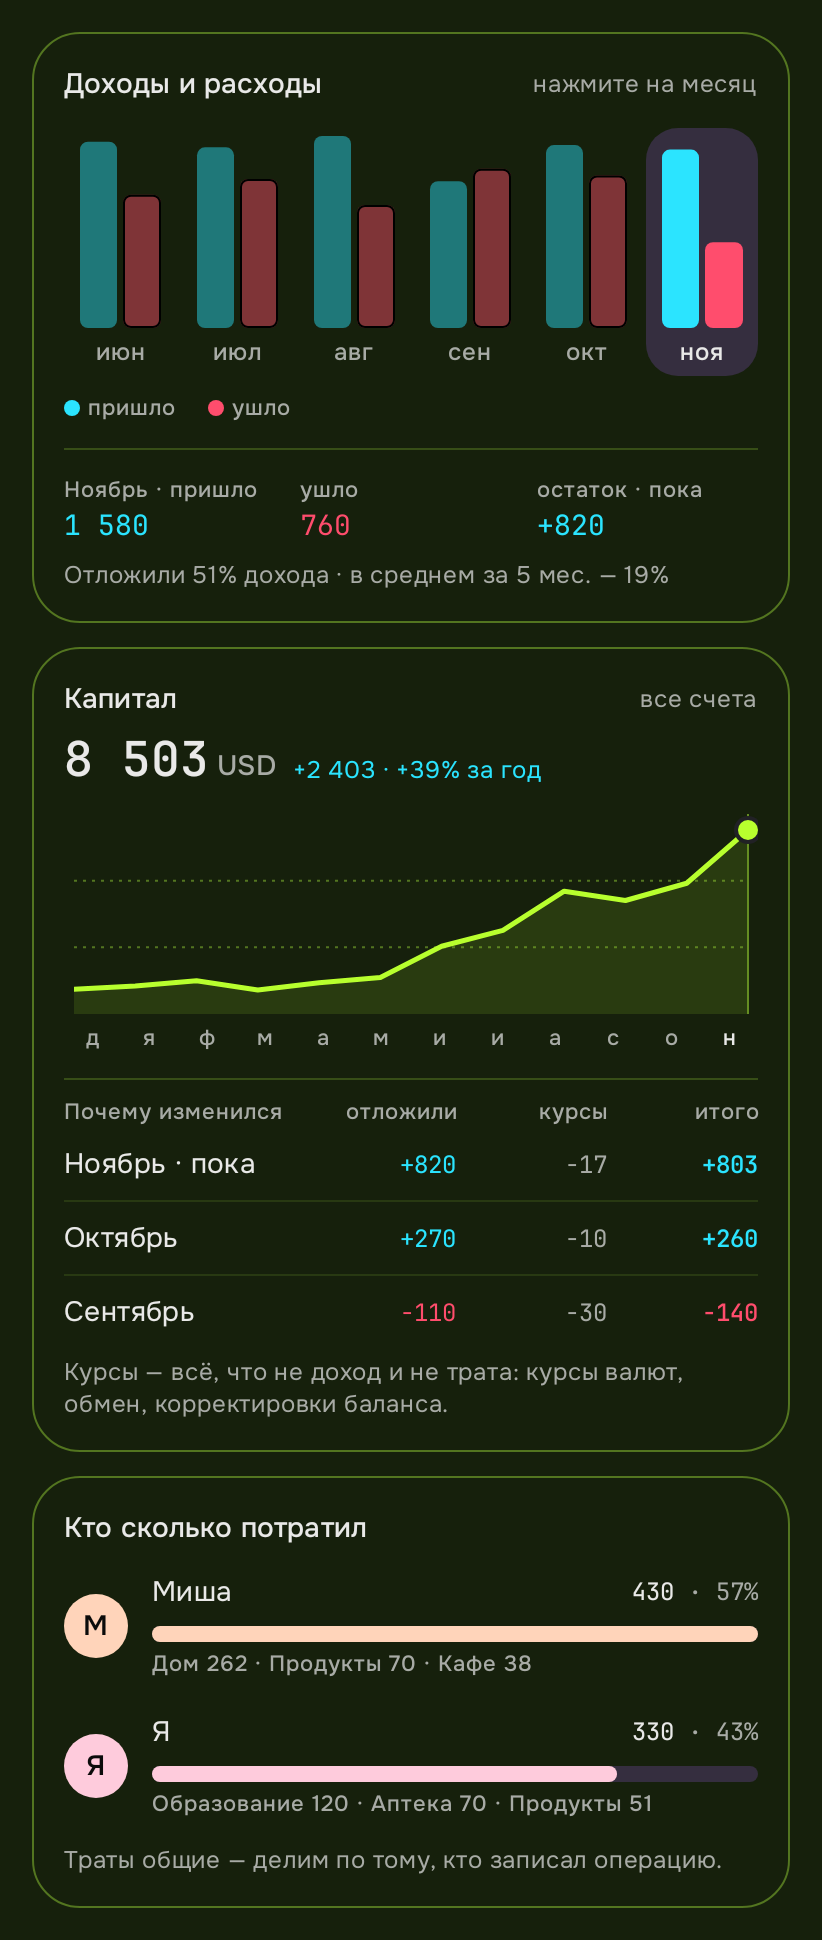 Доходы и расходы нажмите на месяц
июн июл авг сен окт ноя
пришло ушло
Ноябрь · пришло ушло остаток · пока
1 580 760 +820
Отложили 51% дохода · в среднем за 5 мес. — 19%
Капитал все счета
8 503 USD +2 403 · +39% за год
д я ф м а м и и а с о н
Почему изменился отложили курсы итого
Ноябрь · пока +820 -17 +803
Октябрь +270 -10 +260
Сентябрь -110 -30 -140
Курсы — всё, что не доход и не трата: курсы валют,
обмен, корректировки баланса.
Кто сколько потратил
Миша 430 · 57%
М
Дом 262 · Продукты 70 · Кафе 38
Я 330 · 43%
Я
Образование 120 · Аптека 70 · Продукты 51
Траты общие — делим по тому, кто записал операцию.